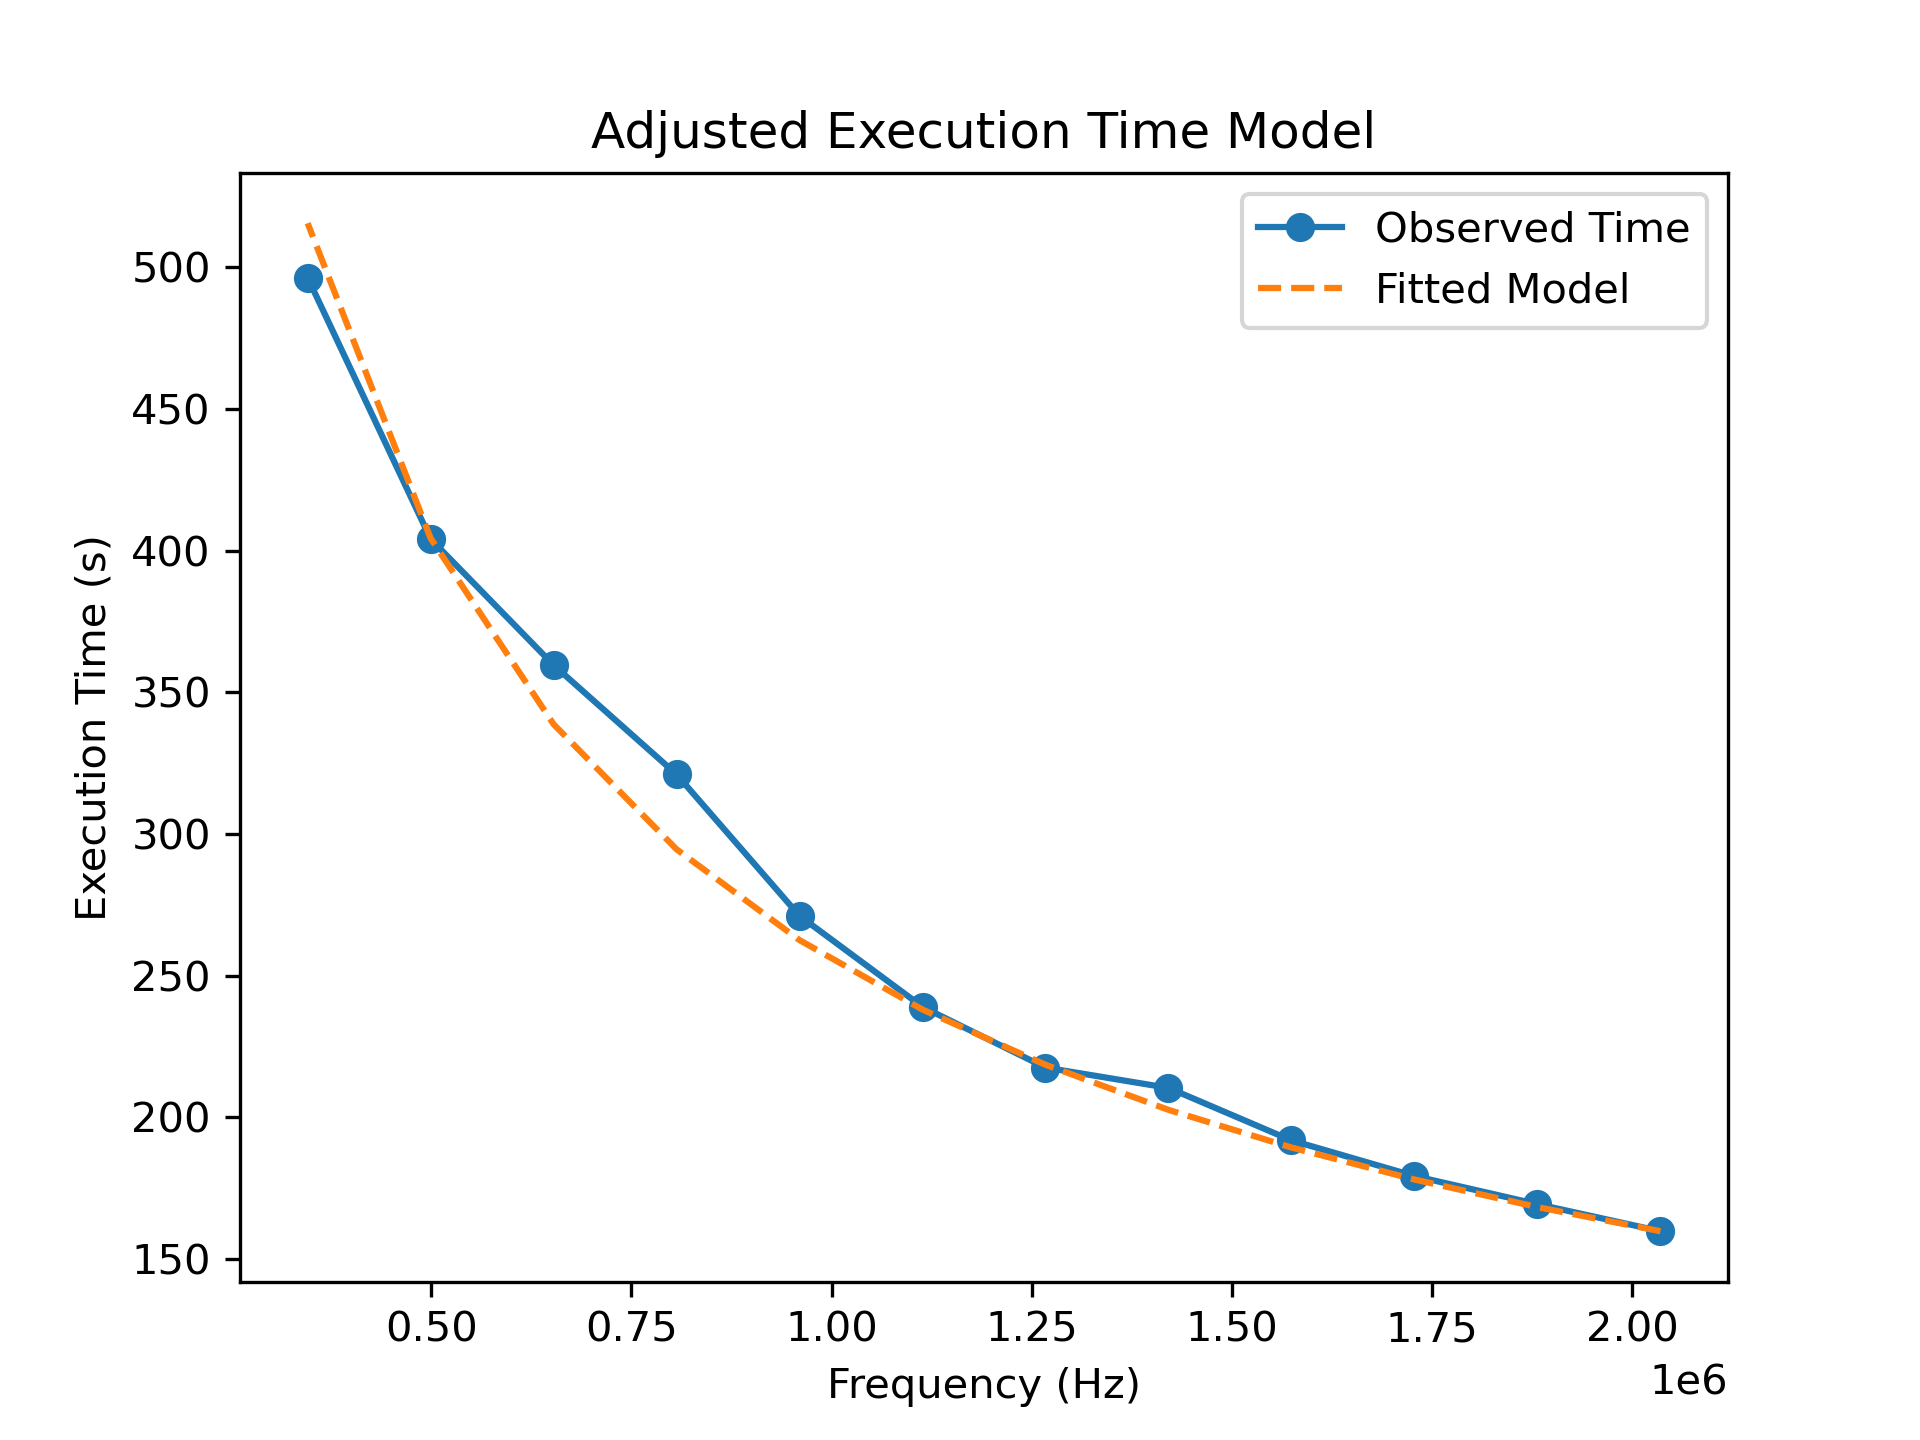 Adjusted Execution Time Model
Observed Time
Fitted Model
500
450
400
350
300
250
200
150
Execution Time (s)
0.50 0.75 1.00 1.25 1.50 1.75 2.00
1e6
Frequency (Hz)